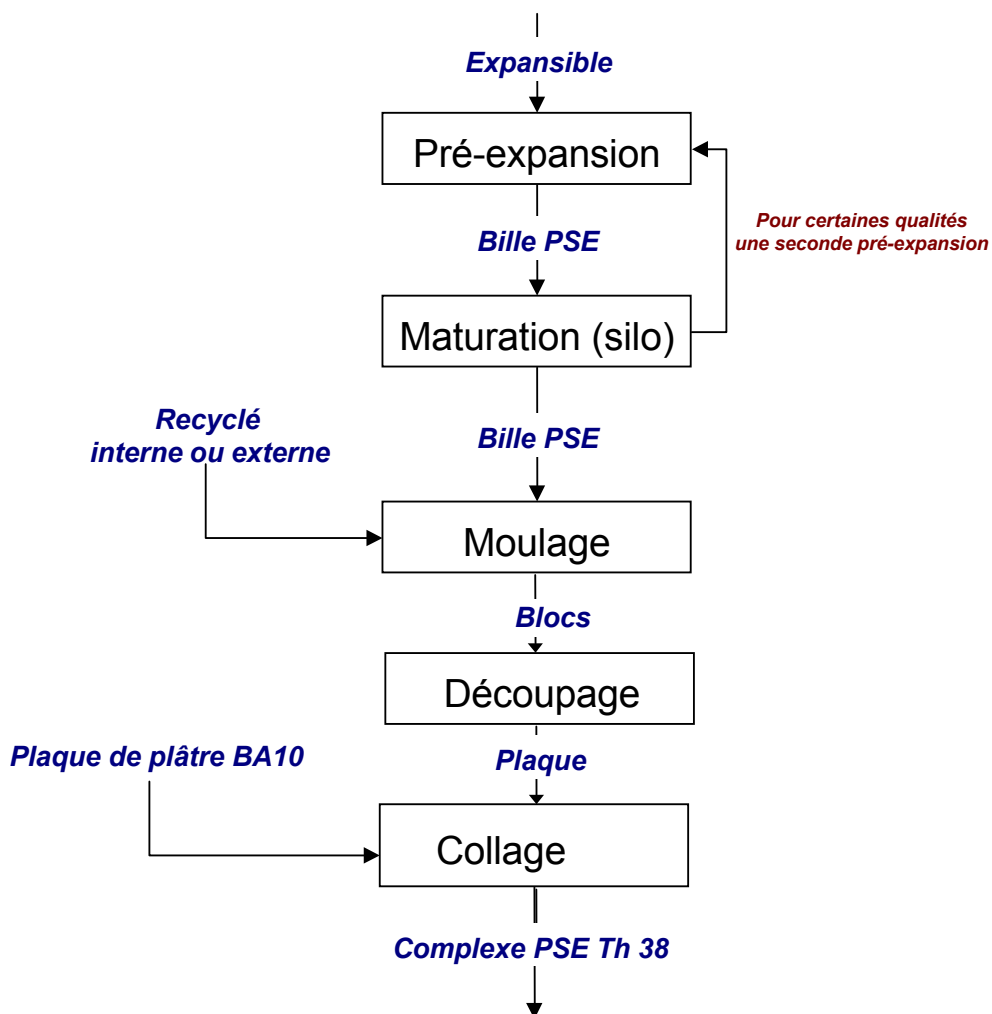 Expansible
Pré-expansion
Pour certaines qualités
une seconde pré-expansion
Bille PSE
Maturation (silo)
Recyclé
interne ou externe
Bille PSE
Moulage
Blocs
Découpage
Plaque de plâtre BA10
Plaque
Collage
Complexe PSE Th 38